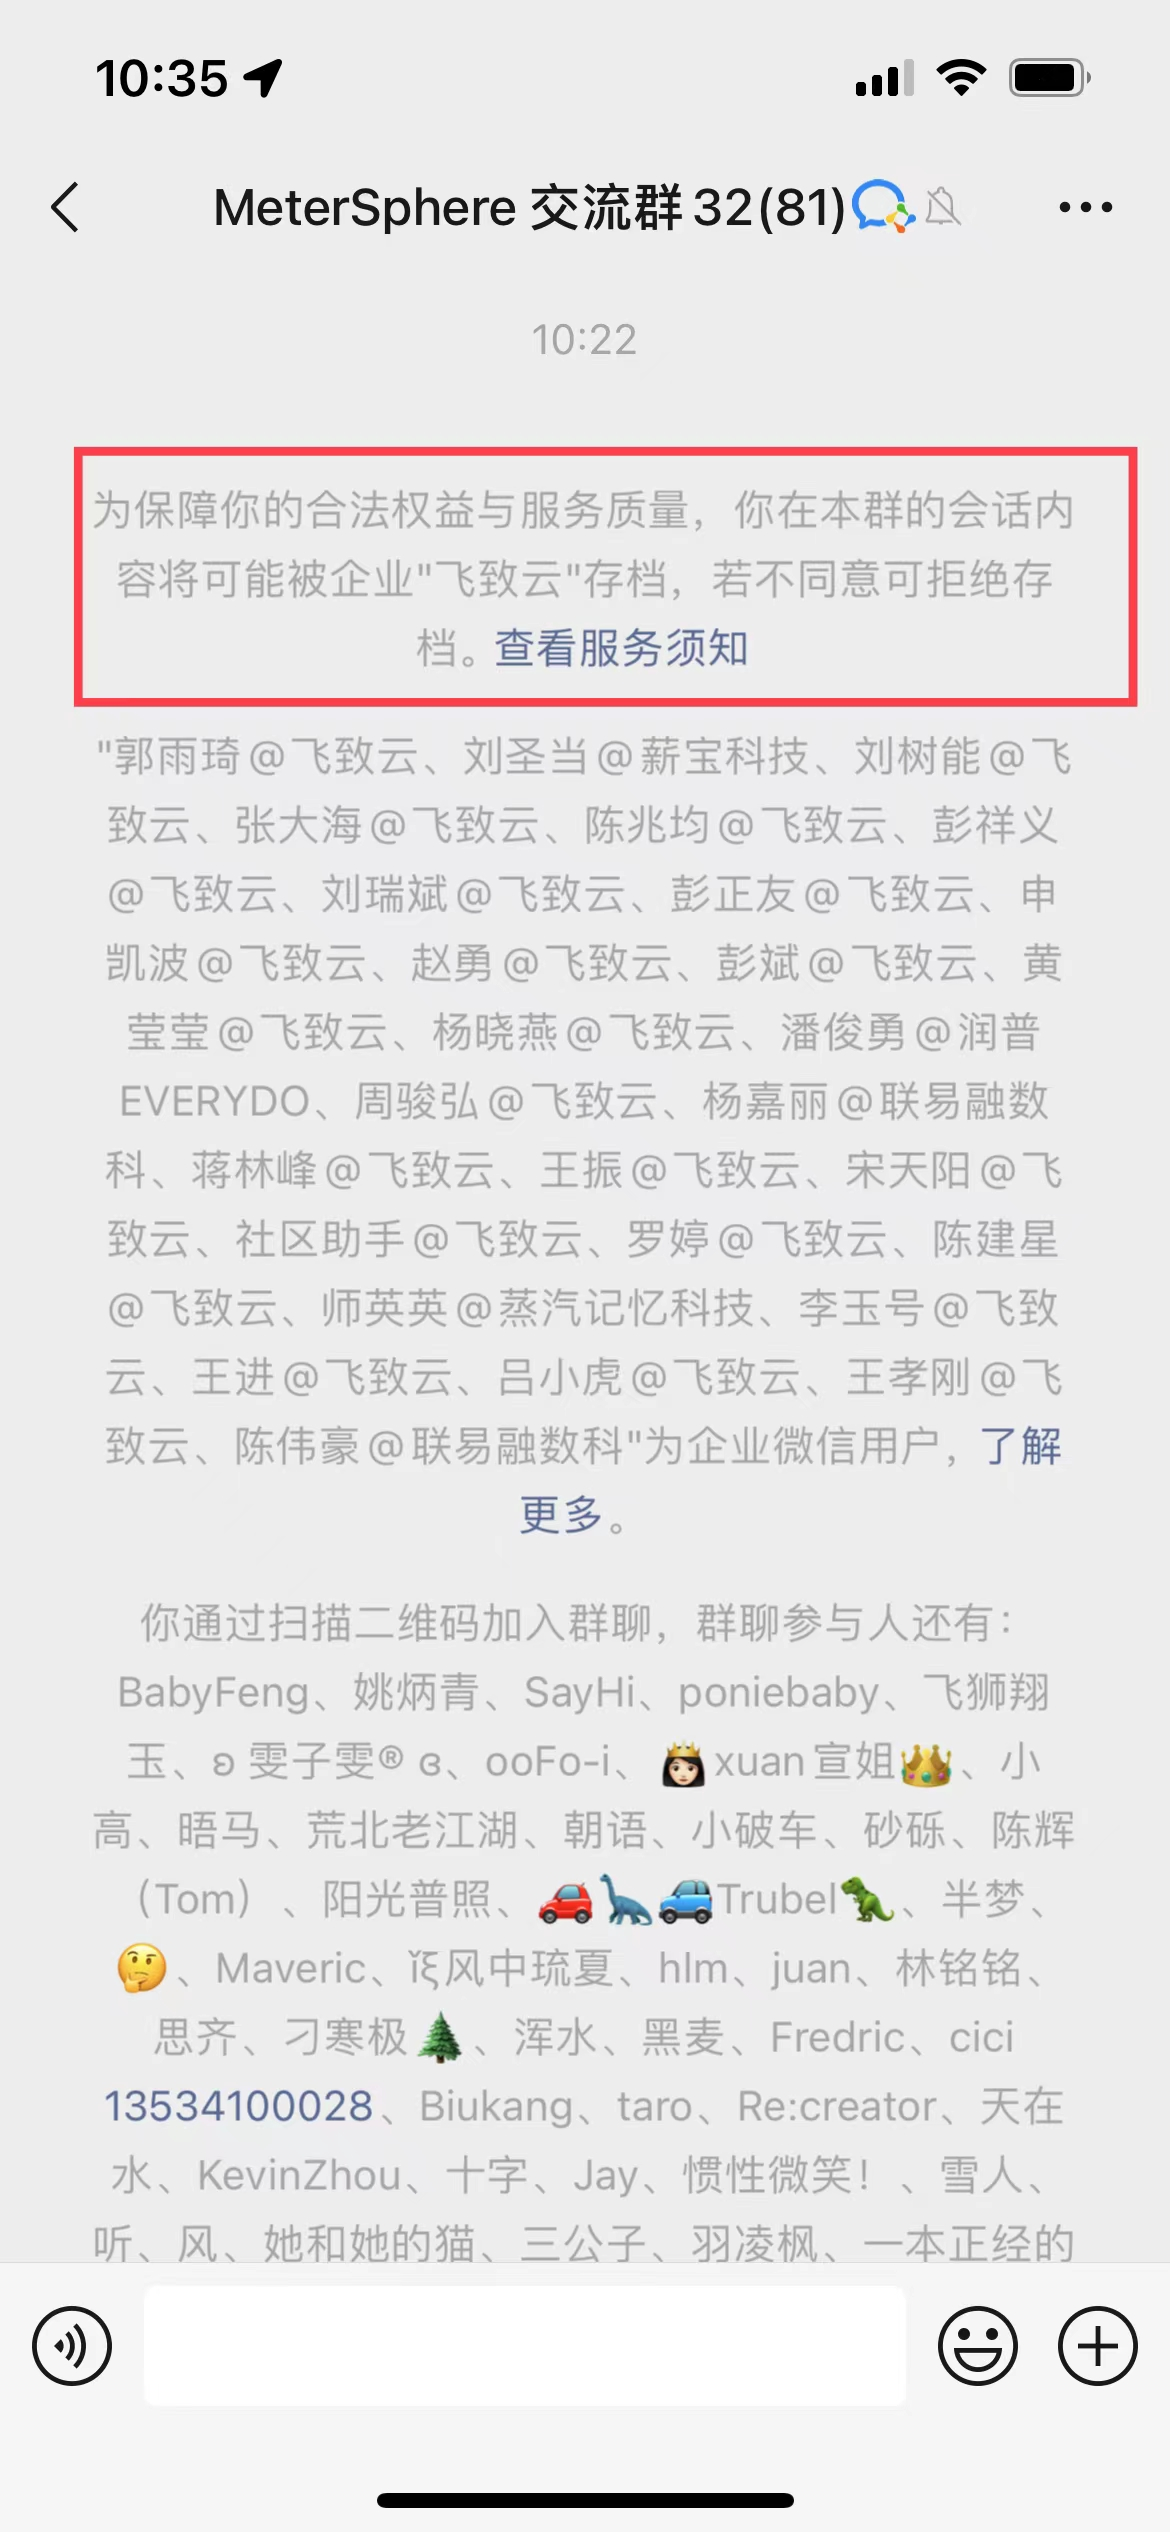 10:35
MeterSphere 交流群 32(81)
10:22
为保障你的合法权益与服务质量，你在本群的会话内
容将可能被企业"飞致云"存档，若不同意可拒绝存
档。查看服务须知
"郭雨琦@飞致云、刘圣当@薪宝科技、刘树能@飞
致云、张大海@飞致云、陈兆均@飞致云、彭祥义
@飞致云、刘瑞斌@飞致云、彭正友@飞致云、申
凯波@飞致云、赵勇@飞致云、彭斌@飞致云、黄
莹莹@飞致云、杨晓燕@飞致云、潘俊勇@润普
EVERYDO、周骏弘@飞致云、杨嘉丽@联易融数
科、蒋林峰@飞致云、王振@飞致云、宋天阳@飞
致云、社区助手@飞致云、罗婷@飞致云、陈建星
@飞致云、师英英@蒸汽记忆科技、李玉号@飞致
云、王进@飞致云、吕小虎@飞致云、王孝刚@飞
致云、陈伟豪@联易融数科"为企业微信用户，了解
更多。
你通过扫描二维码加入群聊，群聊参与人还有：
BabyFeng、姚炳青、SayHi、poniebaby、飞狮翔
玉、ʚ 雯子雯® ɞ、ooFo-i、👸🏻xuan宣姐👑、小
高、晤马、荒北老江湖、朝语、小破车、砂砾、陈辉
（Tom）、阳光普照、🚗🦕🚙Trubel🦖、半梦、
🤔、Maveric、ǐξ风中琉夏、hlm、juan、林铭铭、
思齐、刁寒极🌲、浑水、黑麦、Fredric、cici
13534100028、Biukang、taro、Re:creator、天在
水、KevinZhou、十字、Jay、惯性微笑！、雪人、
听、风、她和她的猫、三公子、羽凌枫、一本正经的